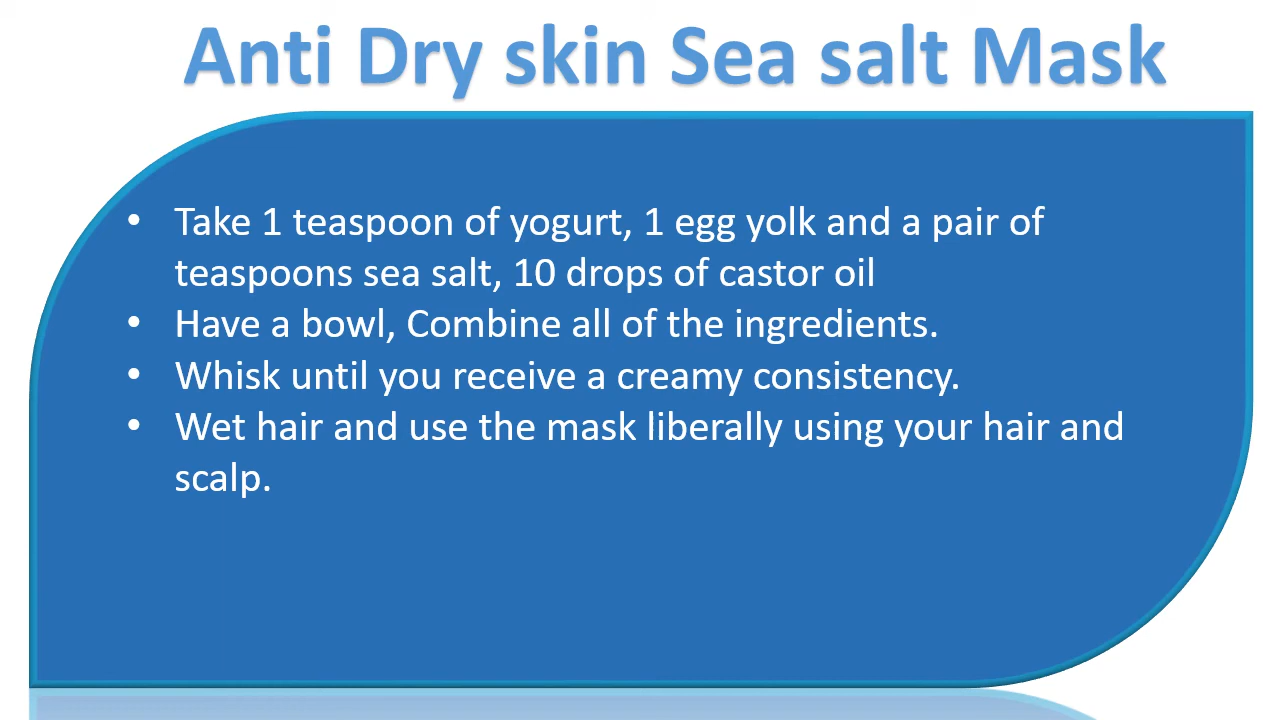 Anti Dry skin Sea salt Mask
• Take 1 teaspoon of yogurt, 1 egg yolk and a pair of
teaspoons sea salt, 10 drops of castor oil
• Have a bowl, Combine all of the ingredients.
• Whisk until you receive a creamy consistency.
• Wet hair and use the mask liberally using your hair and
scalp.